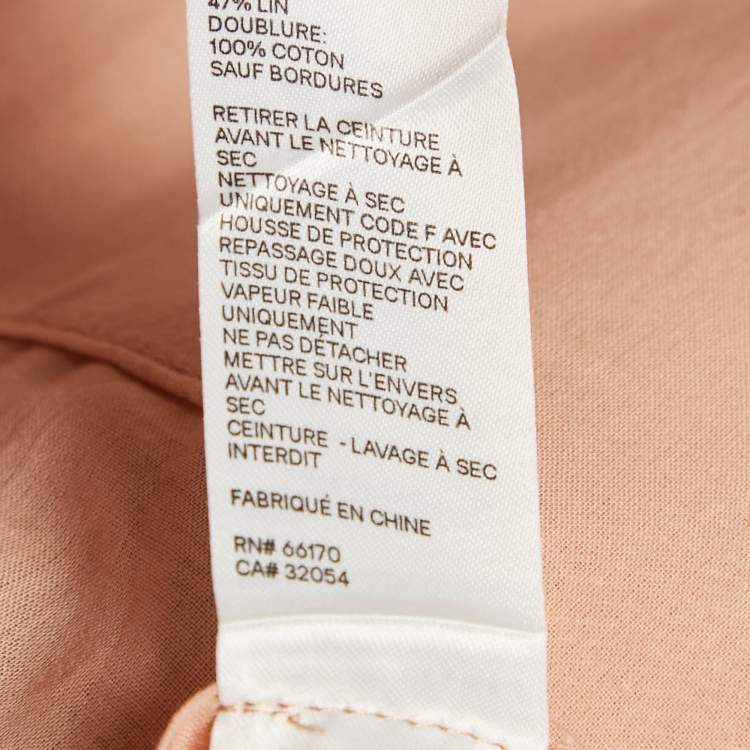 47% LIN
DOUBLURE:
100% COTON
SAUF BORDURES
RETIRER LA CEINTURE
AVANT LE NETTOYAGE À
SEC
NETTOYAGE À SEC
UNIQUEMENT CODE F AVEC
HOUSSE DE PROTECTION
REPASSAGE DOUX AVEC
TISSU DE PROTECTION
VAPEUR FAIBLE
UNIQUEMENT
NE PAS DÉTACHER
METTRE SUR L'ENVERS
AVANT LE NETTOYAGE À
SEC
CEINTURE - LAVAGE À SEC
INTERDIT
FABRIQUÉ EN CHINE
RN# 66170
CA# 32054